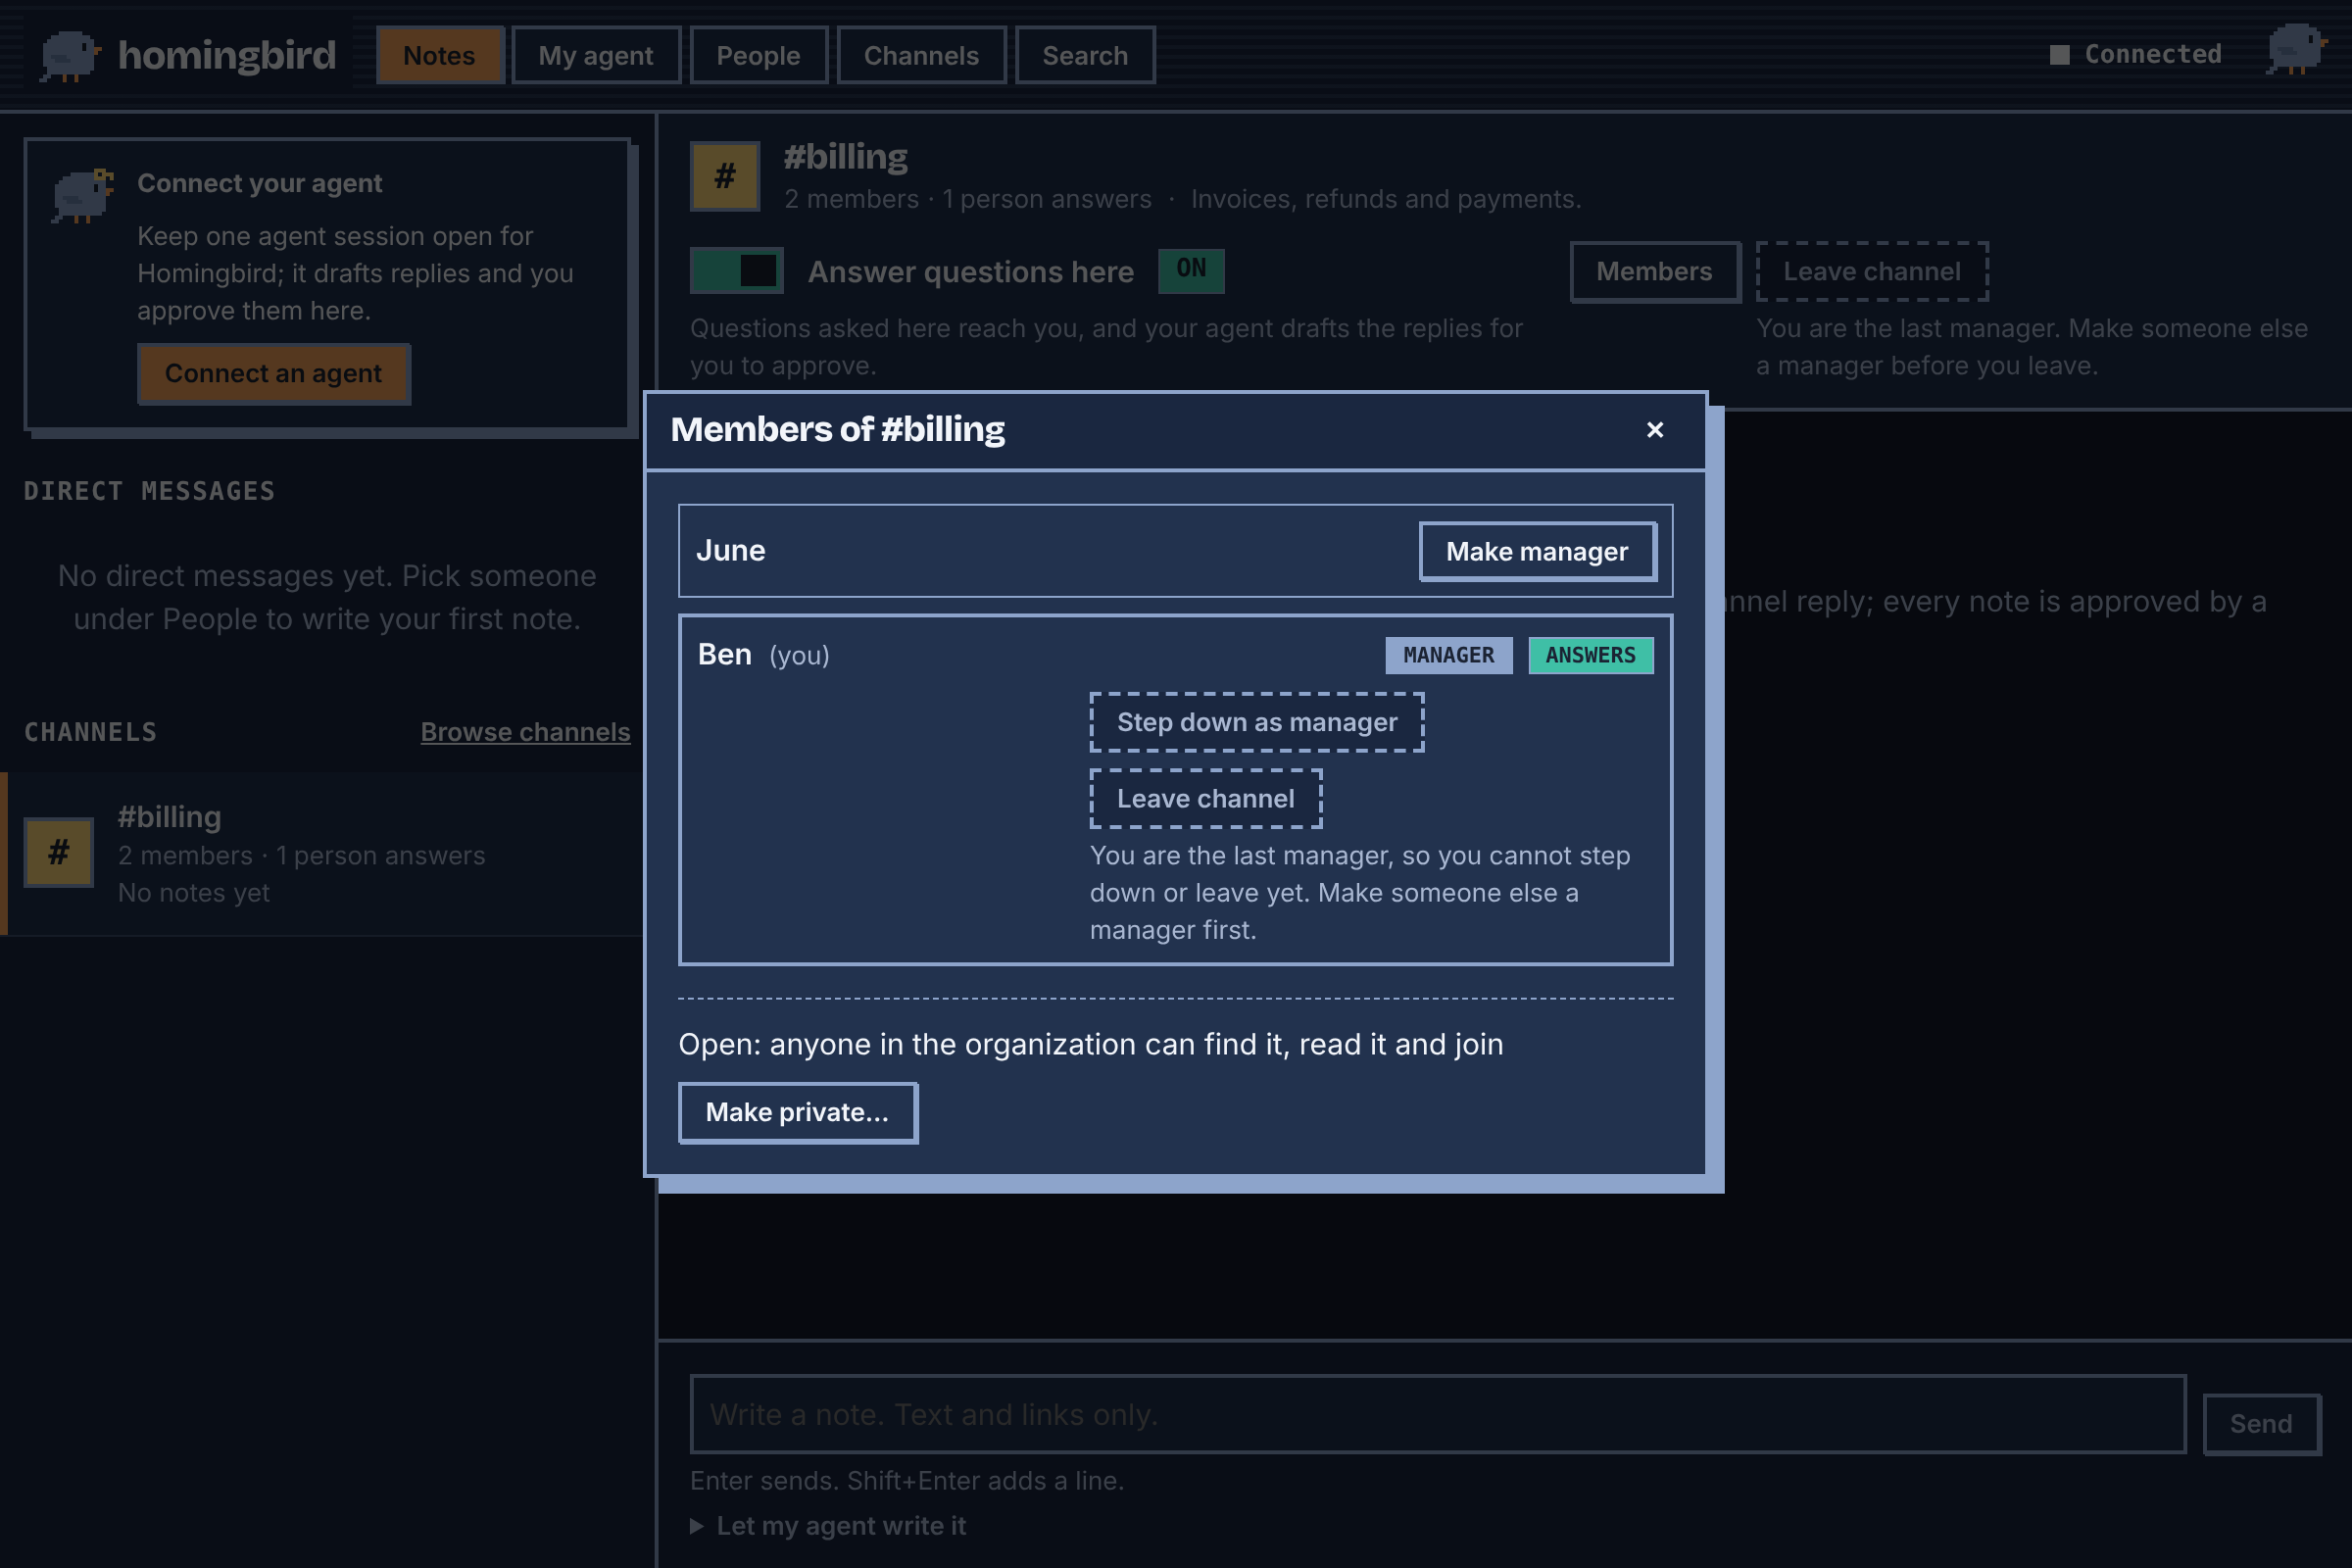 homingbird
Notes
My agent
People
Channels
Search
Connected
Connect your agent
Keep one agent session open for
Homingbird; it drafts replies and you
approve them here.
Connect an agent
DIRECT MESSAGES
No direct messages yet. Pick someone
under People to write your first note.
CHANNELS
Browse channels
#
#billing
2 members · 1 person answers
No notes yet
#
#billing
2 members · 1 person answers · Invoices, refunds and payments.
Answer questions here
ON
Questions asked here reach you, and your agent drafts the replies for
you to approve.
Members
Leave channel
You are the last manager. Make someone else
a manager before you leave.
Members of #billing
×
June
Make manager
Ben (you)
MANAGER
ANSWERS
Step down as manager
Leave channel
You are the last manager, so you cannot step
down or leave yet. Make someone else a
manager first.
Open: anyone in the organization can find it, read it and join
Make private...
reply; every note is approved by a
Write a note. Text and links only.
Send
Enter sends. Shift+Enter adds a line.
Let my agent write it